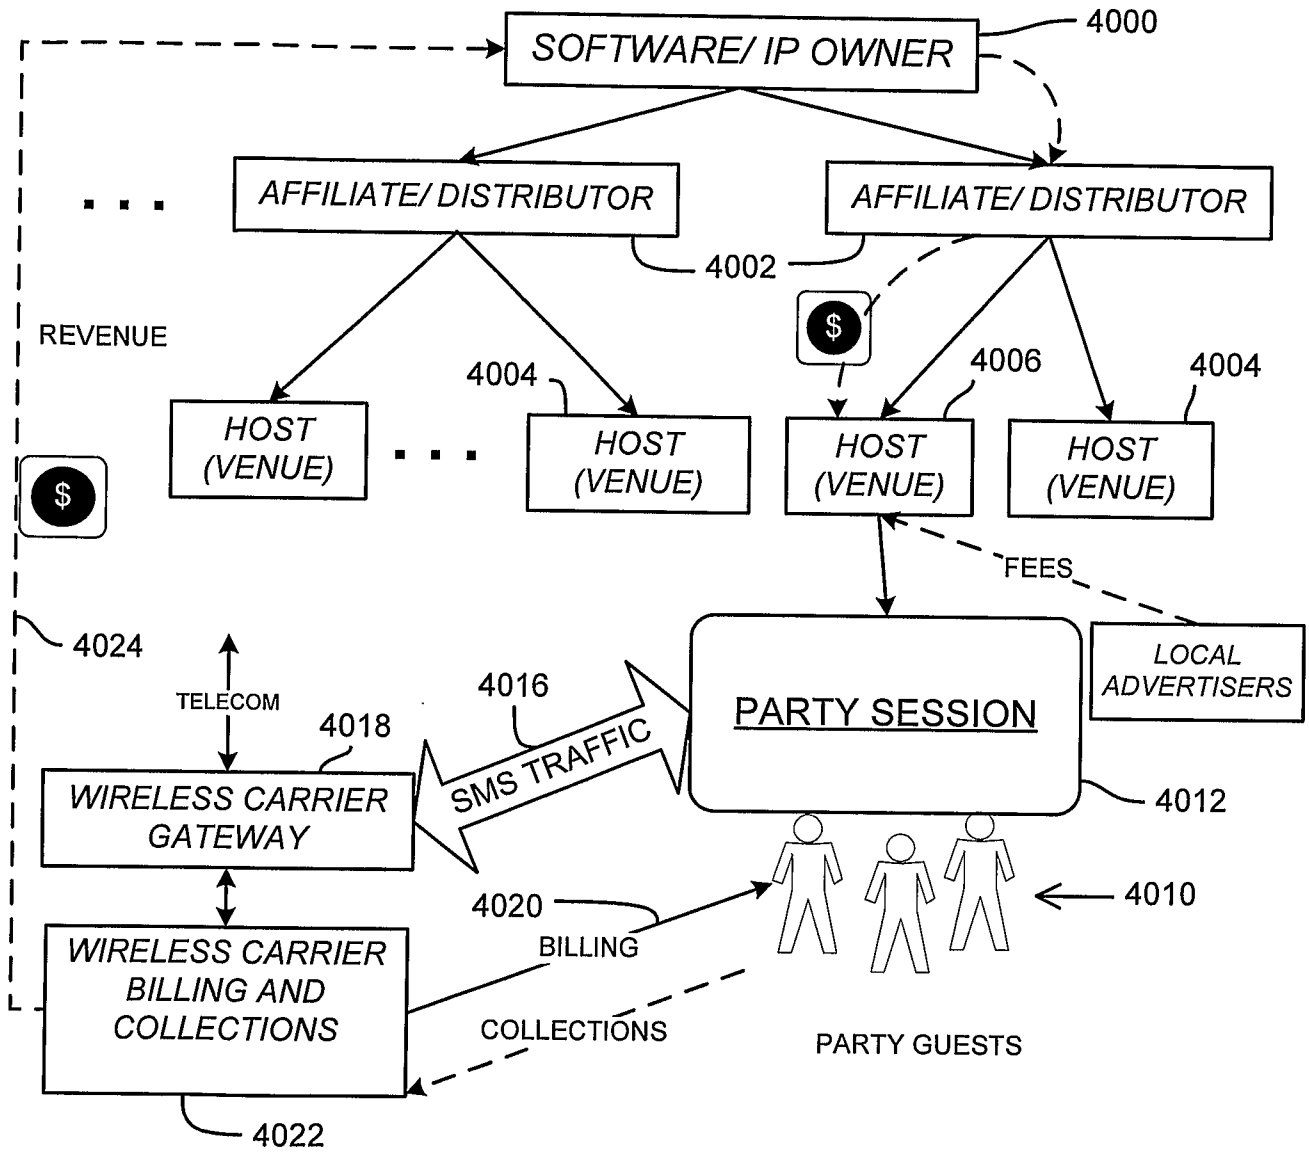 4000
SOFTWARE/ IP OWNER
AFFILIATE/ DISTRIBUTOR
AFFILIATE/ DISTRIBUTOR
4002
$
REVENUE
4004
4006
4004
HOST
(VENUE)
HOST
(VENUE)
HOST
(VENUE)
HOST
(VENUE)
$
FEES
4024
LOCAL
ADVERTISERS
TELECOM
4016
PARTY SESSION
4018
SMS TRAFFIC
WIRELESS CARRIER
GATEWAY
4012
4020
4010
BILLING
WIRELESS CARRIER
BILLING AND
COLLECTIONS
COLLECTIONS
PARTY GUESTS
4022